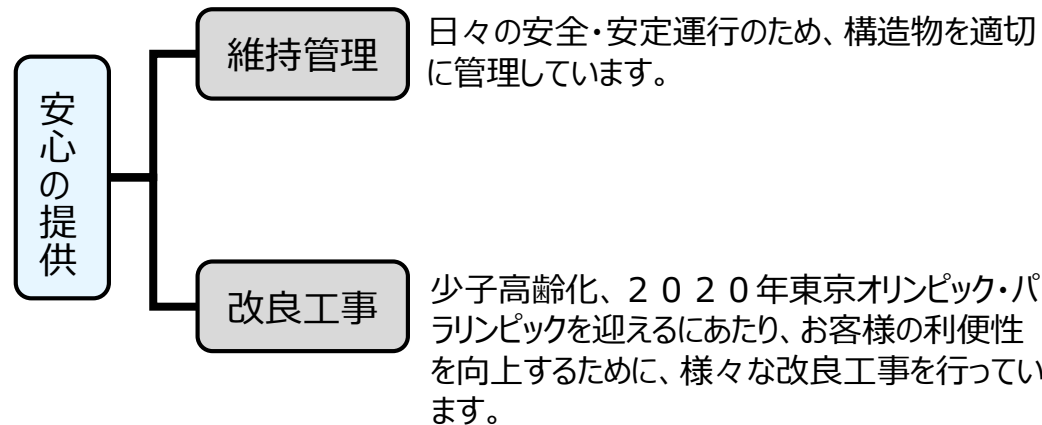 安心の提供
維持管理
日々の安全・安定運行のため、構造物を適切
に管理しています。
改良工事
少子高齢化、２０２０年東京オリンピック・パ
ラリンピックを迎えるにあたり、お客様の利便性
を向上するために、様々な改良工事を行ってい
ます。